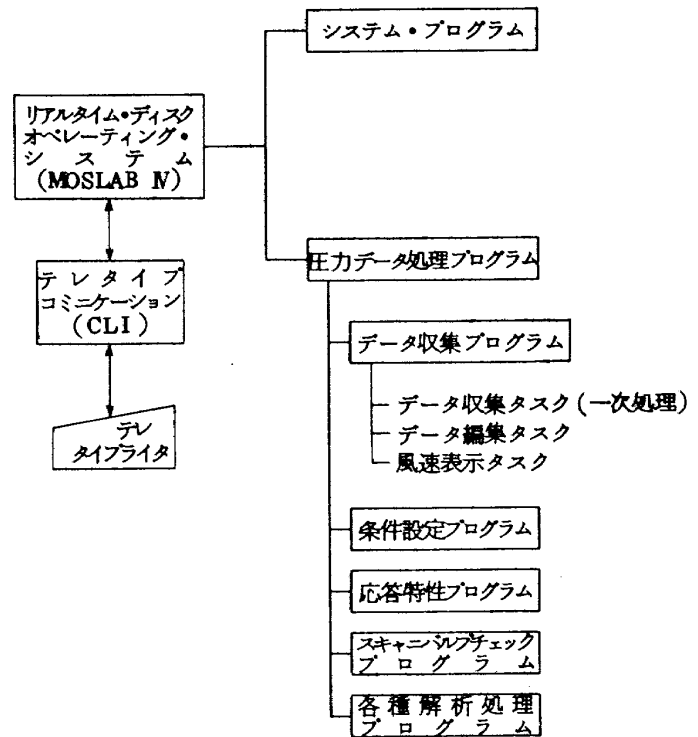 システム・プログラム
リアルタイム・ディスク
オペレーティング・
システム
(MOSLAB Ⅳ)
圧力データ処理プログラム
テレタイプ
コミニケーション
(CLI)
データ収集プログラム
データ収集タスク(一次処理)
データ編集タスク
風速表示タスク
テレ
タイプライタ
条件設定プログラム
応答特性プログラム
スキャニバルブチェック
プログラム
各種解析処理
プログラム